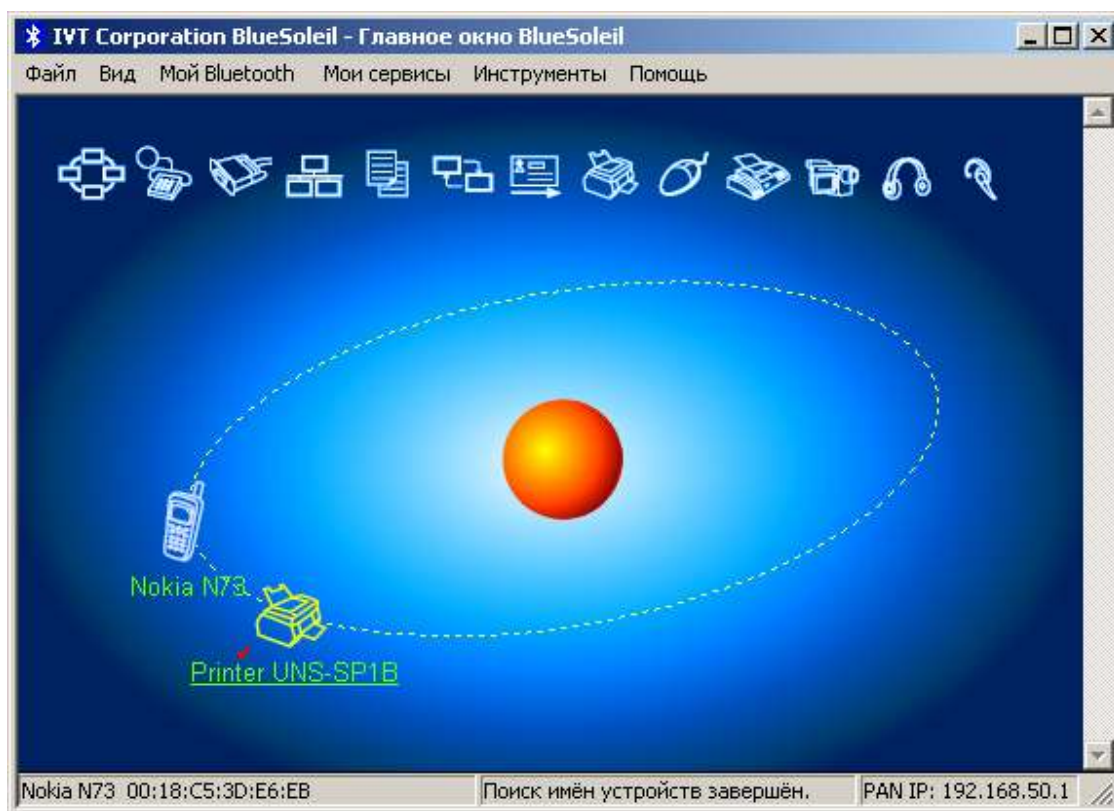 IVT Corporation BlueSoleil - Главное окно BlueSoleil
Файл Вид Мой Bluetooth Мои сервисы Инструменты Помощь
Nokia N73
Printer UNS-SP1B
Nokia N73 00:18:C5:3D:E6:EB Поиск имён устройств завершён. PAN IP: 192.168.50.1